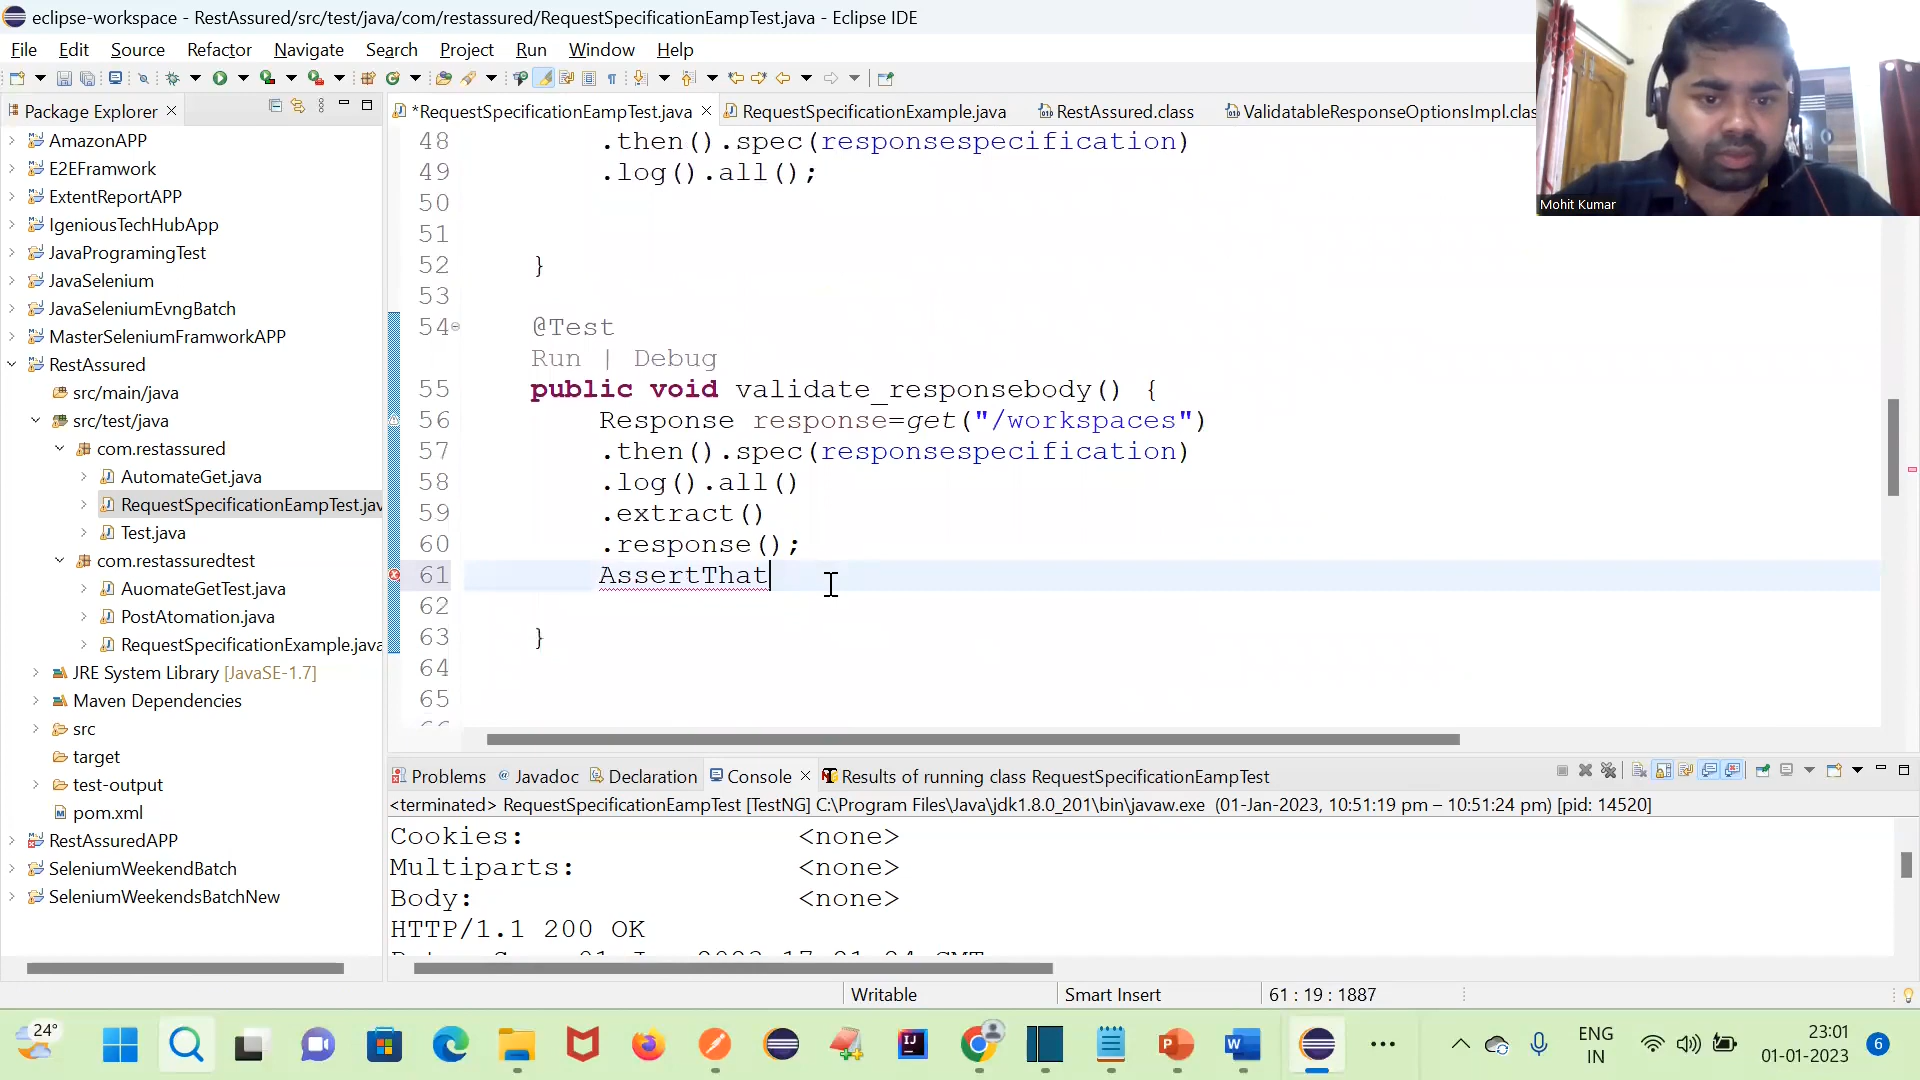 eclipse-workspace - RestAssured/src/test/java/com/restassured/RequestSpecificationEampTest.java - Eclipse IDE
File Edit Source Refactor Navigate Search Project Run Window Help
Package Explorer
*RequestSpecificationEampTest.java RequestSpecificationExample.java RestAssured.class ValidatableResponseOptionsImpl.clas
AmazonAPP
E2EFramwork
ExtentReportAPP
IgeniousTechHubApp
JavaProgramingTest
JavaSelenium
JavaSeleniumEvngBatch
MasterSeleniumFramworkAPP
RestAssured
src/main/java
src/test/java
com.restassured
AutomateGet.java
RequestSpecificationEampTest.jav
Test.java
com.restassuredtest
AuomateGetTest.java
PostAtomation.java
RequestSpecificationExample.java
JRE System Library [JavaSE-1.7]
Maven Dependencies
src
target
test-output
pom.xml
RestAssuredAPP
SeleniumWeekendBatch
SeleniumWeekendsBatchNew
48 .then().spec(responsespecification)
49 .log().all();
50
51
52 }
53
54 @Test
Run | Debug
55 public void validate_responsebody() {
56 Response response=get("/workspaces")
57 .then().spec(responsespecification)
58 .log().all()
59 .extract()
60 .response();
61 AssertThat
62
63 }
64
65
Mohit Kumar
Problems Javadoc Declaration Console Results of running class RequestSpecificationEampTest
<terminated> RequestSpecificationEampTest [TestNG] C:\Program Files\Java\jdk1.8.0_201\bin\javaw.exe (01-Jan-2023, 10:51:19 pm – 10:51:24 pm) [pid: 14520]
Cookies: <none>
Multiparts: <none>
Body: <none>
HTTP/1.1 200 OK
Writable Smart Insert 61 : 19 : 1887
24°
ENG
IN
23:01
01-01-2023
6